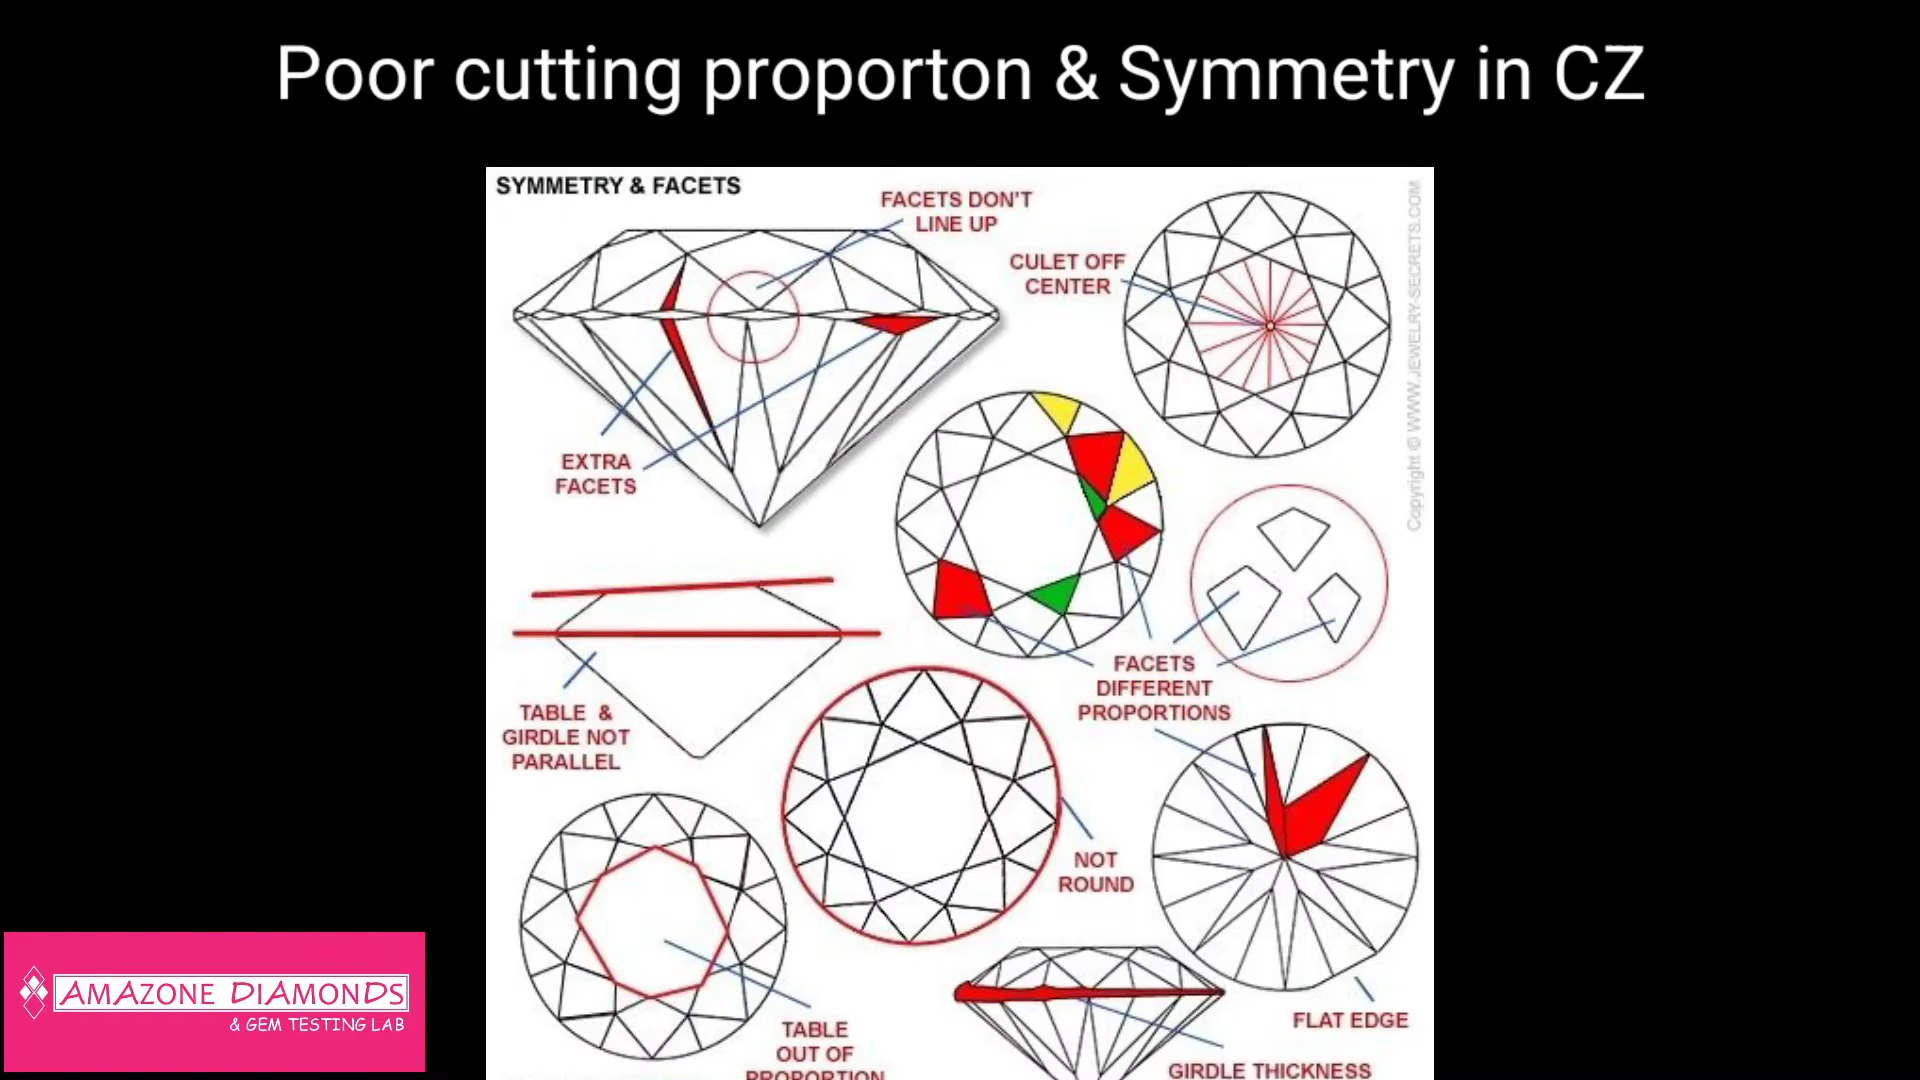 Poor cutting proporton & Symmetry in CZ
SYMMETRY & FACETS
FACETS DON'T
LINE UP
CULET OFF
CENTER
EXTRA
FACETS
Copyright © WWW.JEWELRY-SECRETS.COM
FACETS
DIFFERENT
PROPORTIONS
TABLE &
GIRDLE NOT
PARALLEL
NOT
ROUND
TABLE
OUT OF
PROPORTION
FLAT EDGE
GIRDLE THICKNESS
AMAZONE DIAMONDS
& GEM TESTING LAB